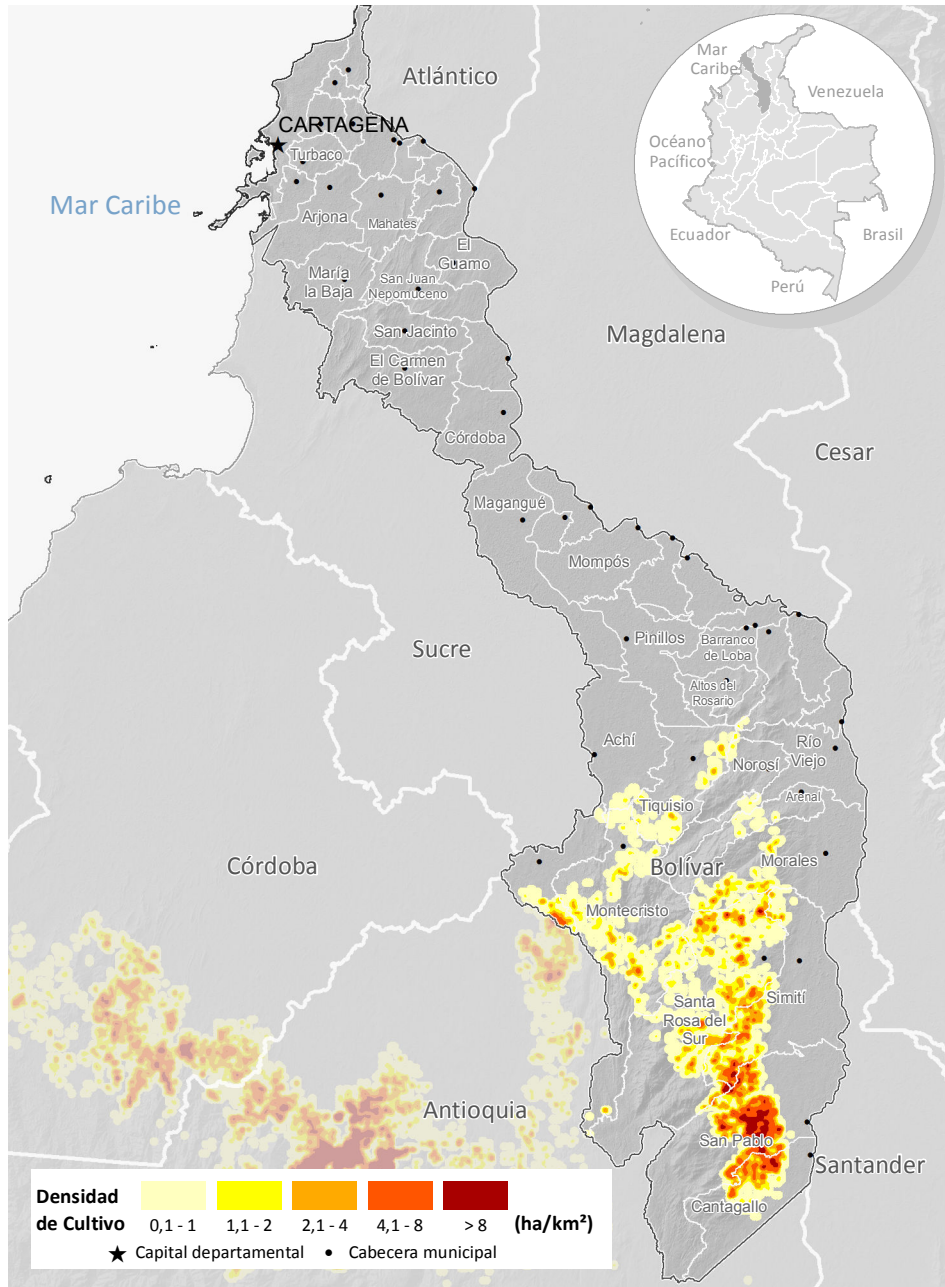 Atlántico
Mar
Caribe
Venezuela
CARTAGENA
Océano
Pacífico
Turbaco
Mar Caribe
Arjona
Mahates
Ecuador
Brasil
El
Guamo
Perú
María
la Baja
San Juan
Nepomuceno
San Jacinto
Magdalena
El Carmen
de Bolívar
Córdoba
Cesar
Magangué
Mompós
Sucre
Pinillos
Barranco
de Loba
Altos del
Rosario
Achí
Río
Viejo
Norosí
Arenal
Tiquisio
Córdoba
Bolívar
Morales
Montecristo
Santa
Rosa del
Sur
Simití
Antioquia
San Pablo
Santander
Cantagallo
Densidad
de Cultivo
0,1 - 1
1,1 - 2
2,1 - 4
4,1 - 8
> 8
(ha/km²)
Capital departamental
Cabecera municipal